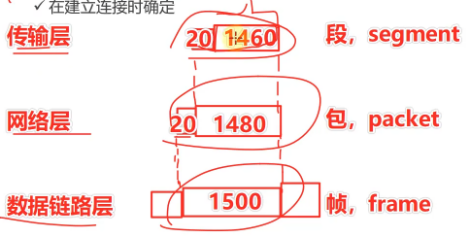 ✓在建立连接时确定
传输层 20 1460 段，segment
网络层 20 1480 包，packet
数据链路层 1500 帧，frame